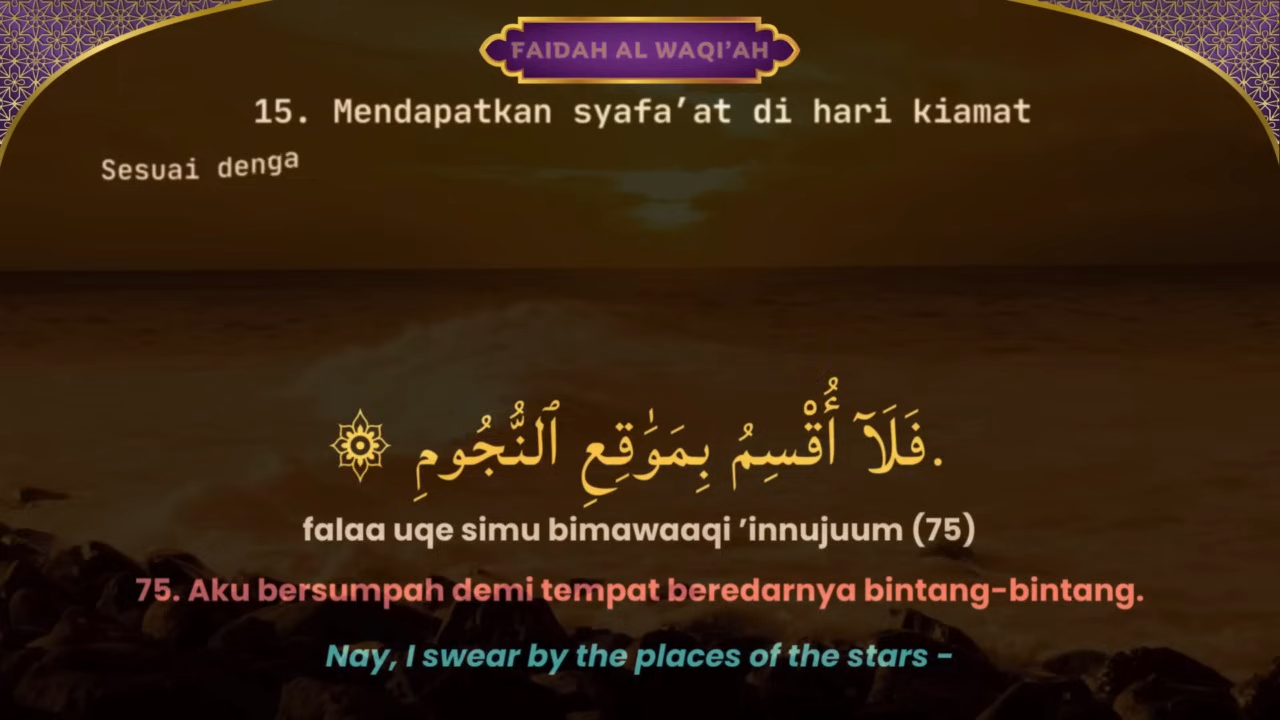 FAIDAH AL WAQI’AH
15. Mendapatkan syafa’at di hari kiamat
Sesuai denga
فَلَآ أُقْسِمُ بِمَوَٰقِعِ ٱلنُّجُومِ ۞.
falaa uqe simu bimawaaqi ’innujuum (75)
75. Aku bersumpah demi tempat beredarnya bintang-bintang.
Nay, I swear by the places of the stars -